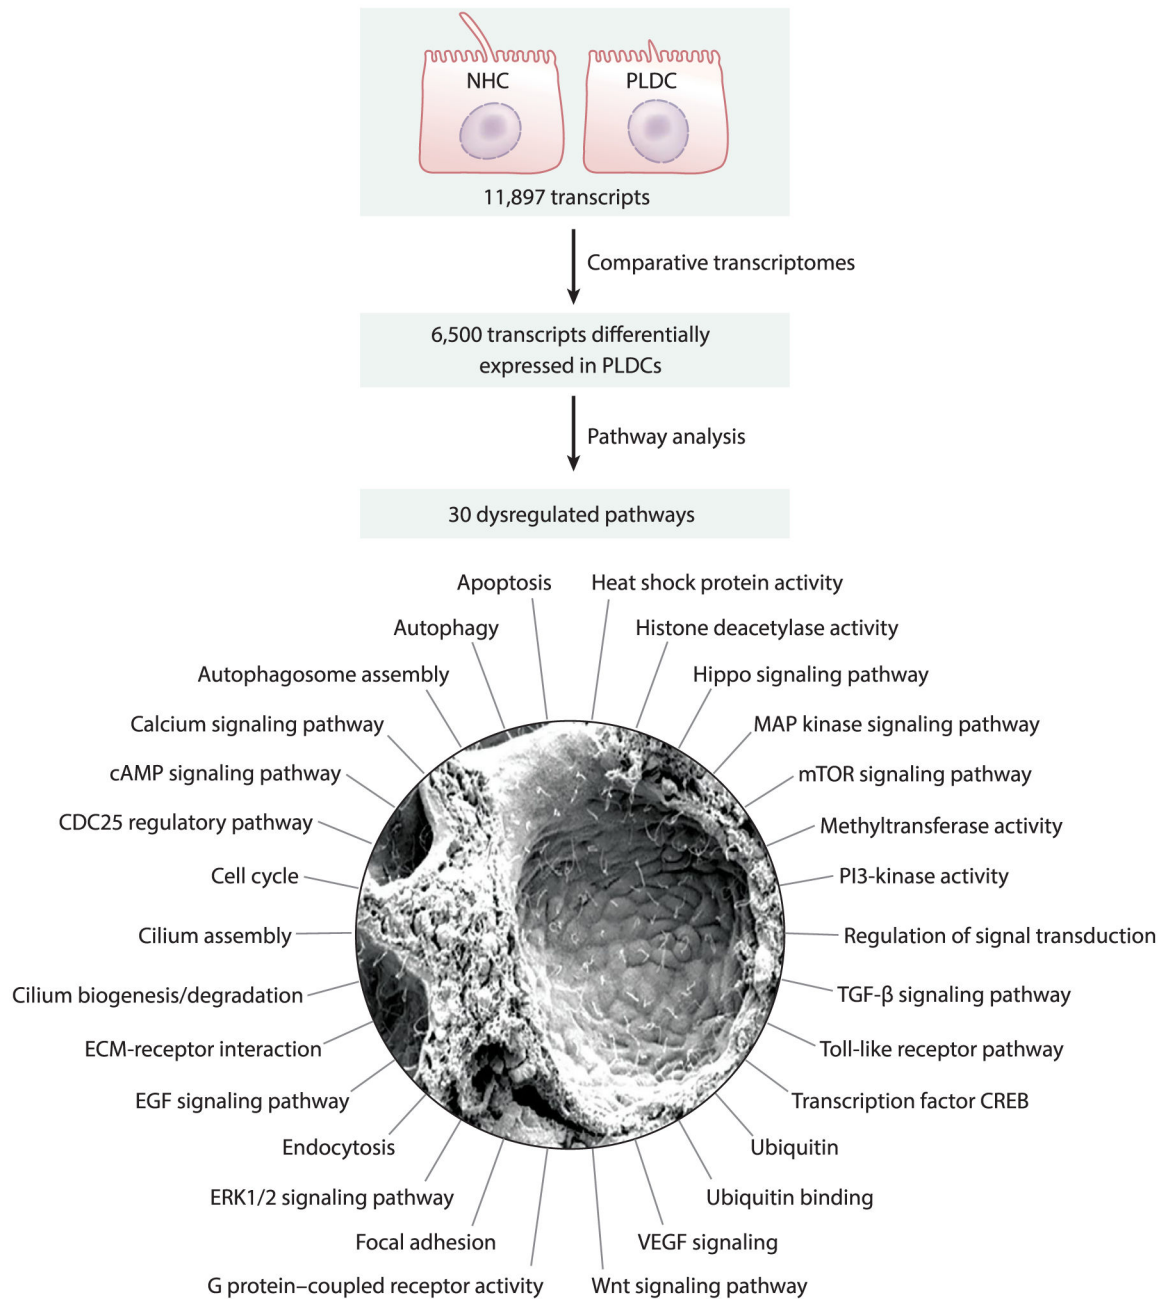 NHC
PLDC
11,897 transcripts
Comparative transcriptomes
6,500 transcripts differentially
expressed in PLDCs
Pathway analysis
30 dysregulated pathways
Apoptosis
Heat shock protein activity
Autophagy
Histone deacetylase activity
Autophagosome assembly
Hippo signaling pathway
Calcium signaling pathway
MAP kinase signaling pathway
cAMP signaling pathway
mTOR signaling pathway
CDC25 regulatory pathway
Methyltransferase activity
Cell cycle
PI3-kinase activity
Cilium assembly
Regulation of signal transduction
Cilium biogenesis/degradation
TGF-β signaling pathway
ECM-receptor interaction
Toll-like receptor pathway
EGF signaling pathway
Transcription factor CREB
Endocytosis
Ubiquitin
ERK1/2 signaling pathway
Ubiquitin binding
Focal adhesion
VEGF signaling
G protein–coupled receptor activity
Wnt signaling pathway